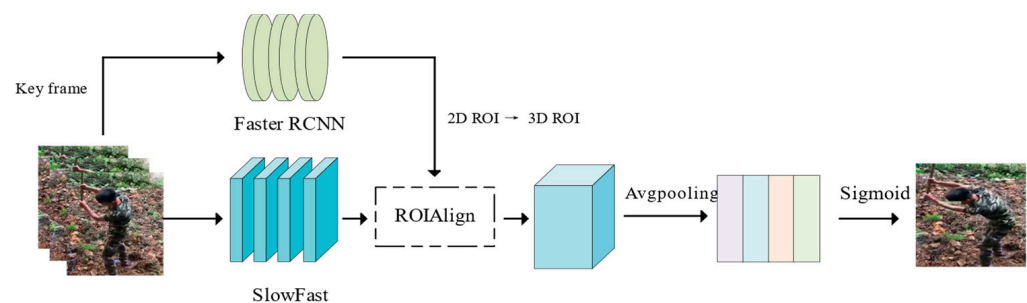 Key frame
Faster RCNN
2D ROI → 3D ROI
ROIAlign
Avgpooling
Sigmoid
SlowFast